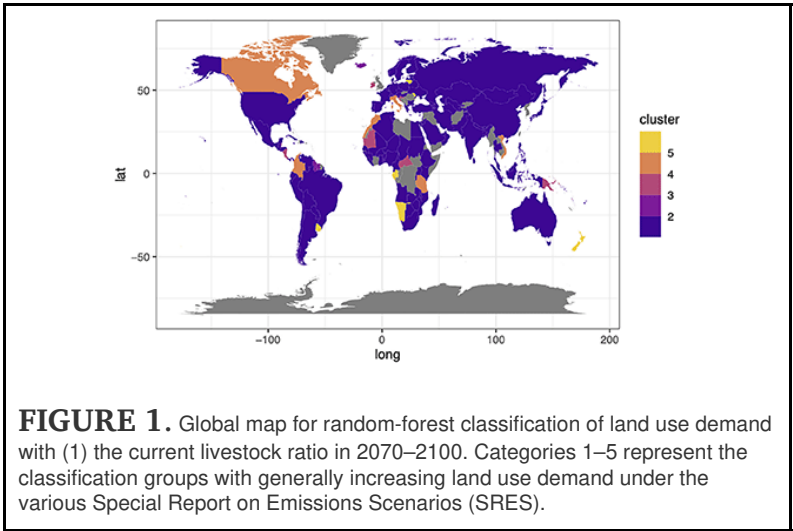 50
0
−50
lat
−100
0
100
200
long
cluster
5
4
3
2
FIGURE 1. Global map for random-forest classification of land use demand
with (1) the current livestock ratio in 2070–2100. Categories 1–5 represent the
classification groups with generally increasing land use demand under the
various Special Report on Emissions Scenarios (SRES).